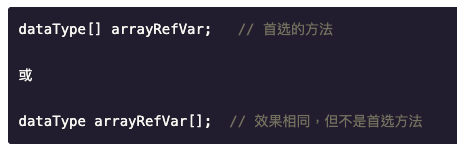 dataType[] arrayRefVar;   // 首选的方法
或
dataType arrayRefVar[];  // 效果相同，但不是首选方法